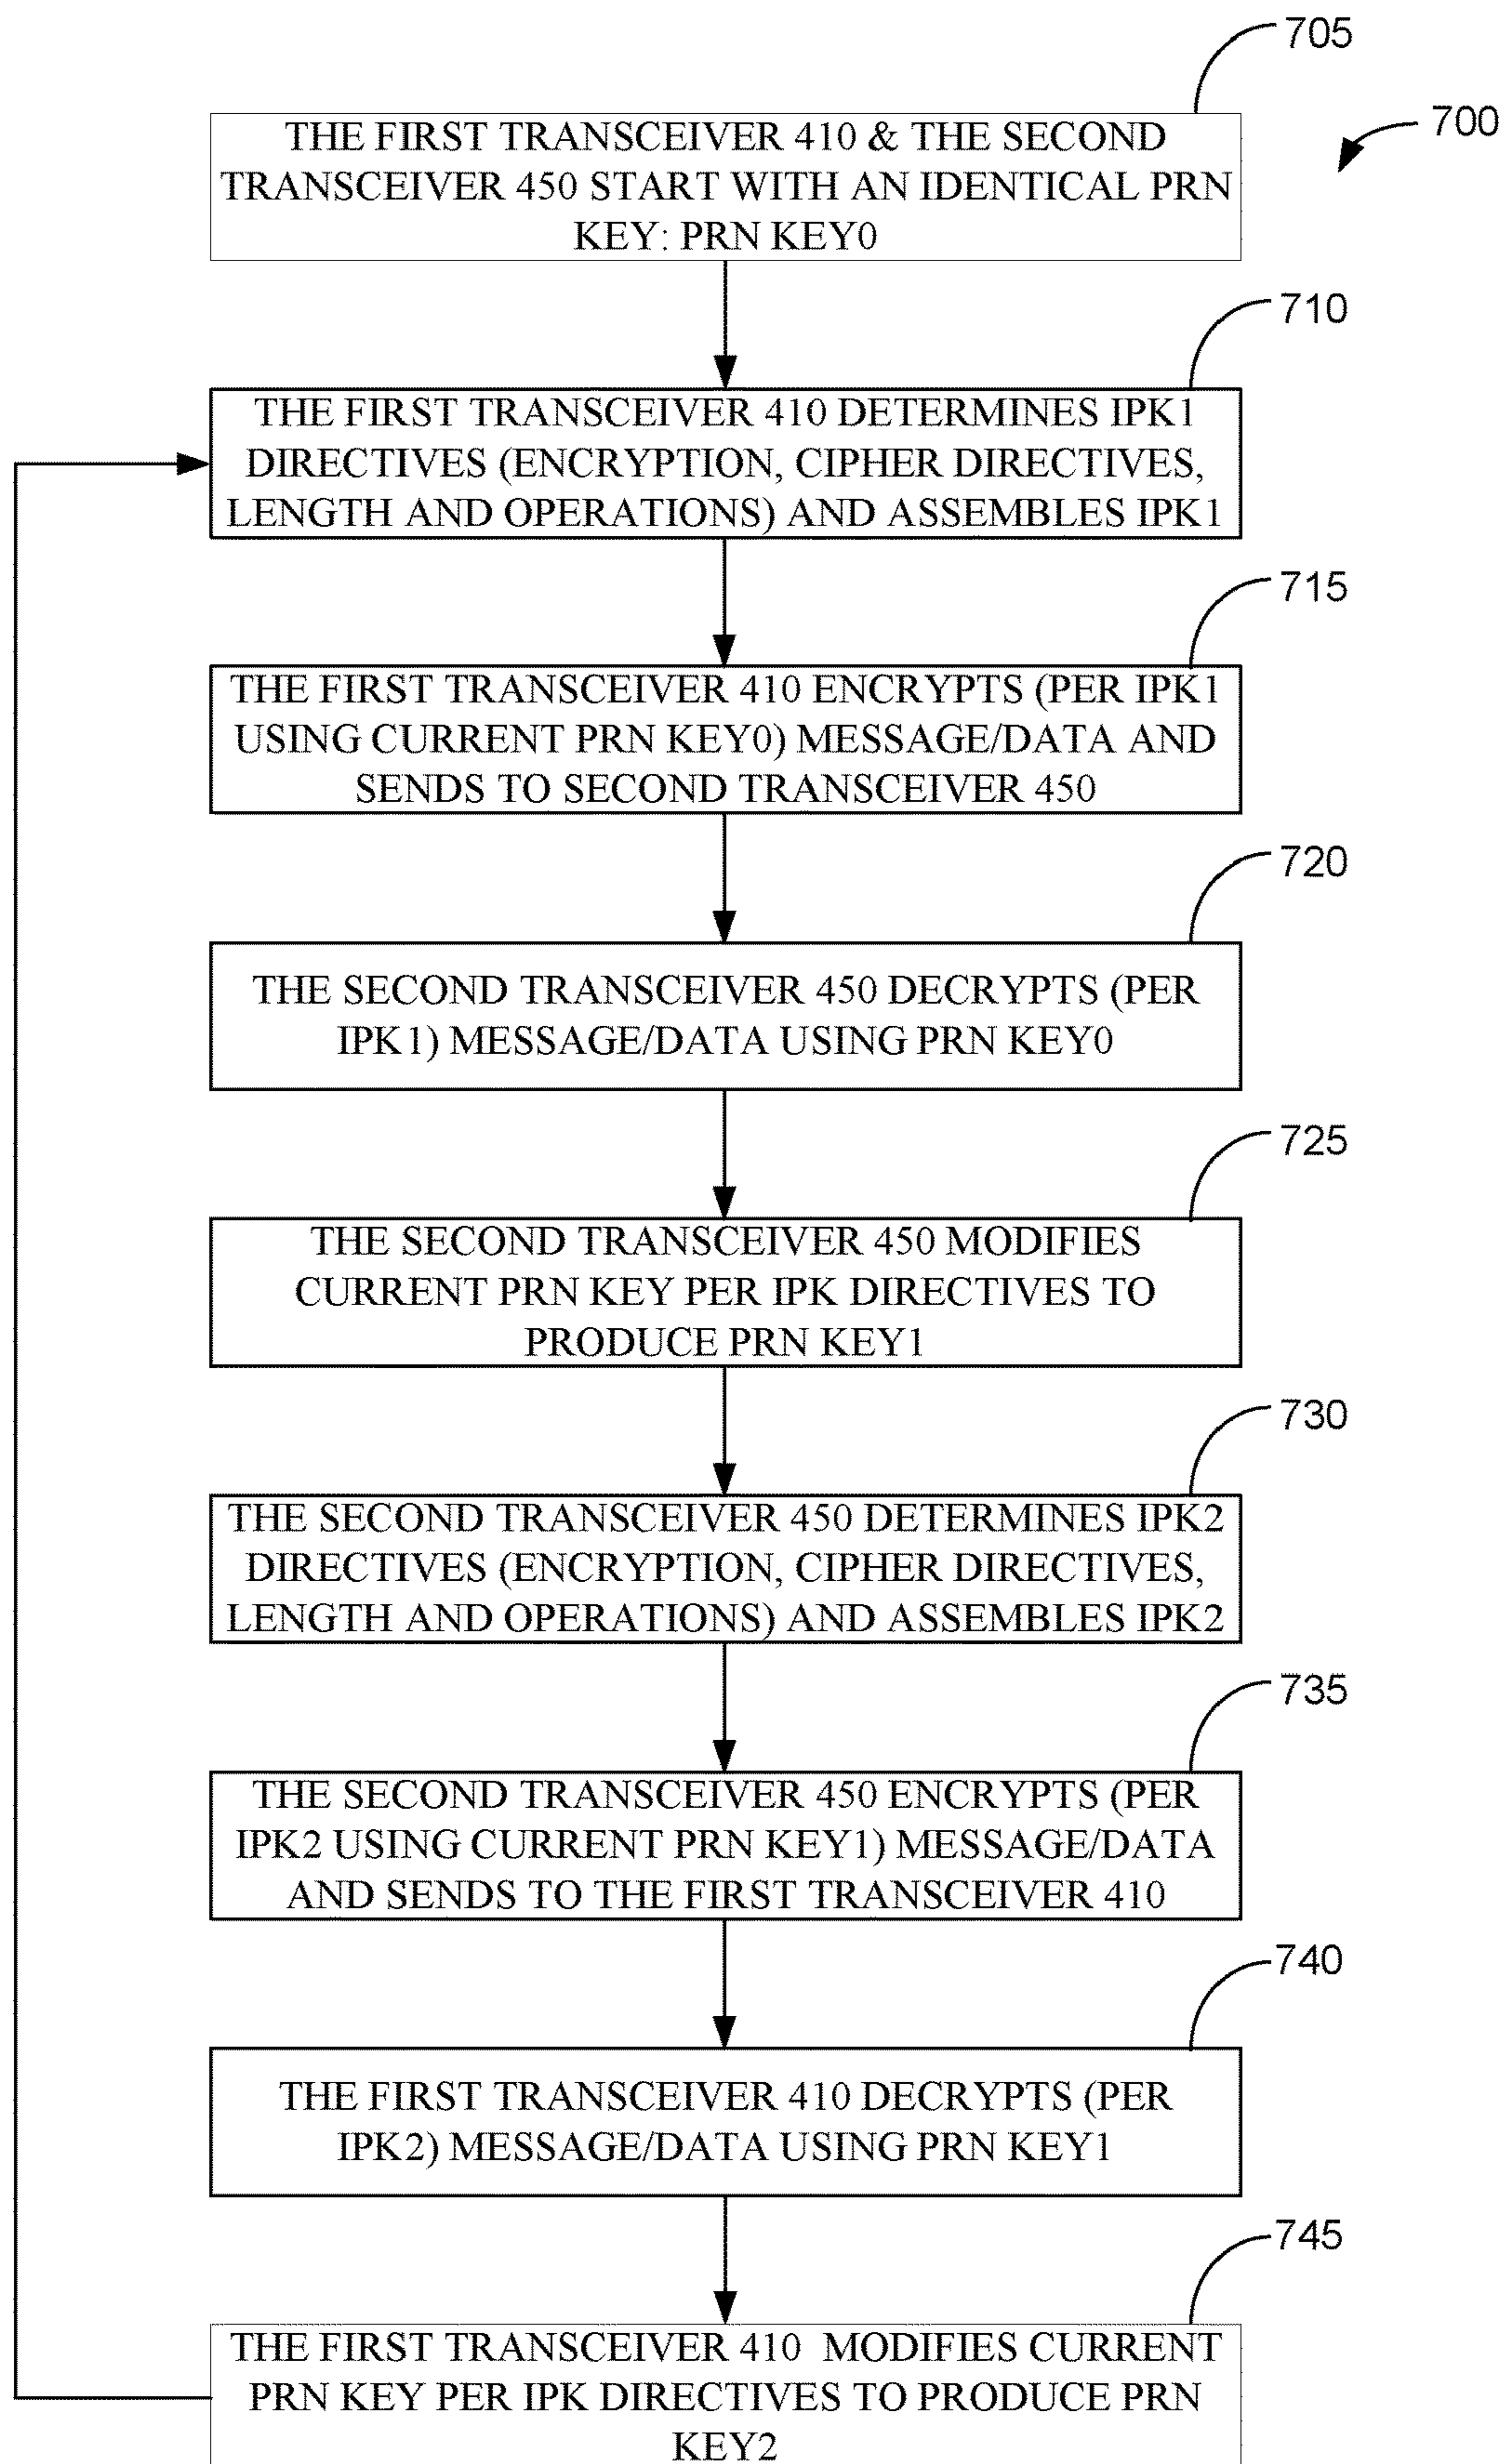 705
700
THE FIRST TRANSCEIVER 410 & THE SECOND
TRANSCEIVER 450 START WITH AN IDENTICAL PRN
KEY: PRN KEY0
710
THE FIRST TRANSCEIVER 410 DETERMINES IPK1
DIRECTIVES (ENCRYPTION, CIPHER DIRECTIVES,
LENGTH AND OPERATIONS) AND ASSEMBLES IPK1
715
THE FIRST TRANSCEIVER 410 ENCRYPTS (PER IPK1
USING CURRENT PRN KEY0) MESSAGE/DATA AND
SENDS TO SECOND TRANSCEIVER 450
720
THE SECOND TRANSCEIVER 450 DECRYPTS (PER
IPK1) MESSAGE/DATA USING PRN KEY0
725
THE SECOND TRANSCEIVER 450 MODIFIES
CURRENT PRN KEY PER IPK DIRECTIVES TO
PRODUCE PRN KEY1
730
THE SECOND TRANSCEIVER 450 DETERMINES IPK2
DIRECTIVES (ENCRYPTION, CIPHER DIRECTIVES,
LENGTH AND OPERATIONS) AND ASSEMBLES IPK2
735
THE SECOND TRANSCEIVER 450 ENCRYPTS (PER
IPK2 USING CURRENT PRN KEY1) MESSAGE/DATA
AND SENDS TO THE FIRST TRANSCEIVER 410
740
THE FIRST TRANSCEIVER 410 DECRYPTS (PER
IPK2) MESSAGE/DATA USING PRN KEY1
745
THE FIRST TRANSCEIVER 410 MODIFIES CURRENT
PRN KEY PER IPK DIRECTIVES TO PRODUCE PRN
KEY2